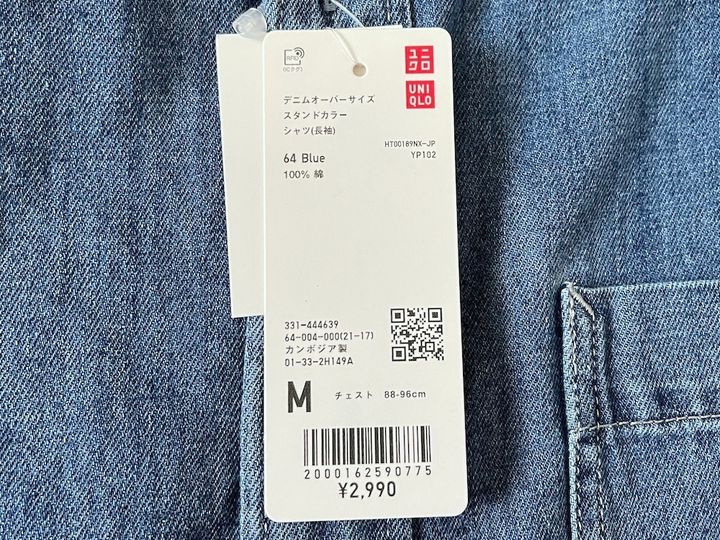 RFID
(ICタグ)
ユニ
クロ
UNI
QLO
デニムオーバーサイズ
スタンドカラー
シャツ(長袖)
HT00189NX-JP
YP102
64 Blue
100% 綿
331-444639
64-004-000(21-17)
カンボジア製
01-33-2H149A
M チェスト 88-96cm
2000162590775
¥2,990